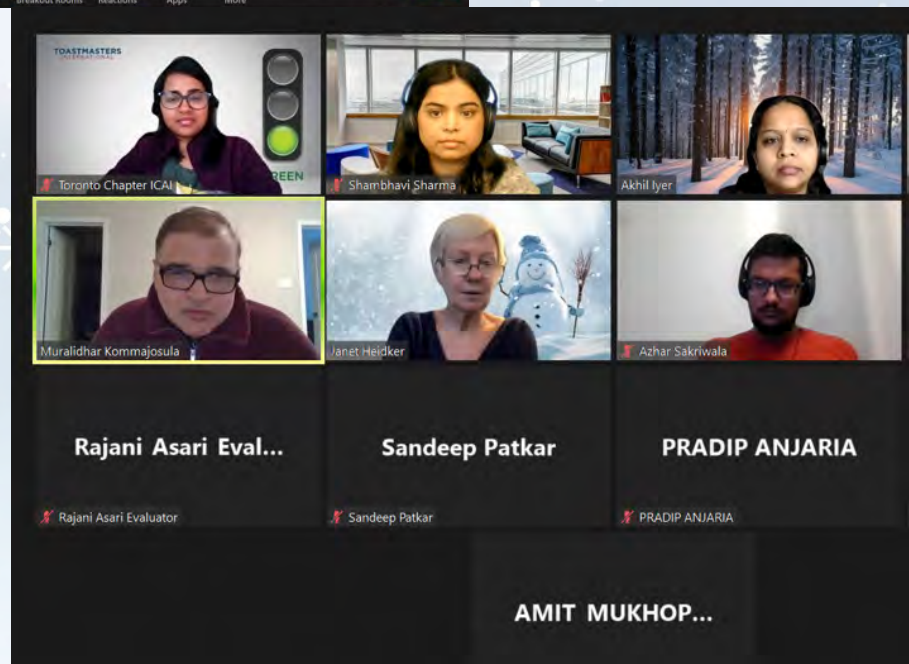 Breakout Rooms Reactions Apps More
TOASTMASTERS
INTERNATIONAL
REEN
Toronto Chapter ICAI
Shambhavi Sharma
Akhil Iyer
Muralidhar Kommajosula
Janet Heidker
Azhar Sakriwala
Rajani Asari Eval...
Sandeep Patkar
PRADIP ANJARIA
Rajani Asari Evaluator
Sandeep Patkar
PRADIP ANJARIA
AMIT MUKHOP...